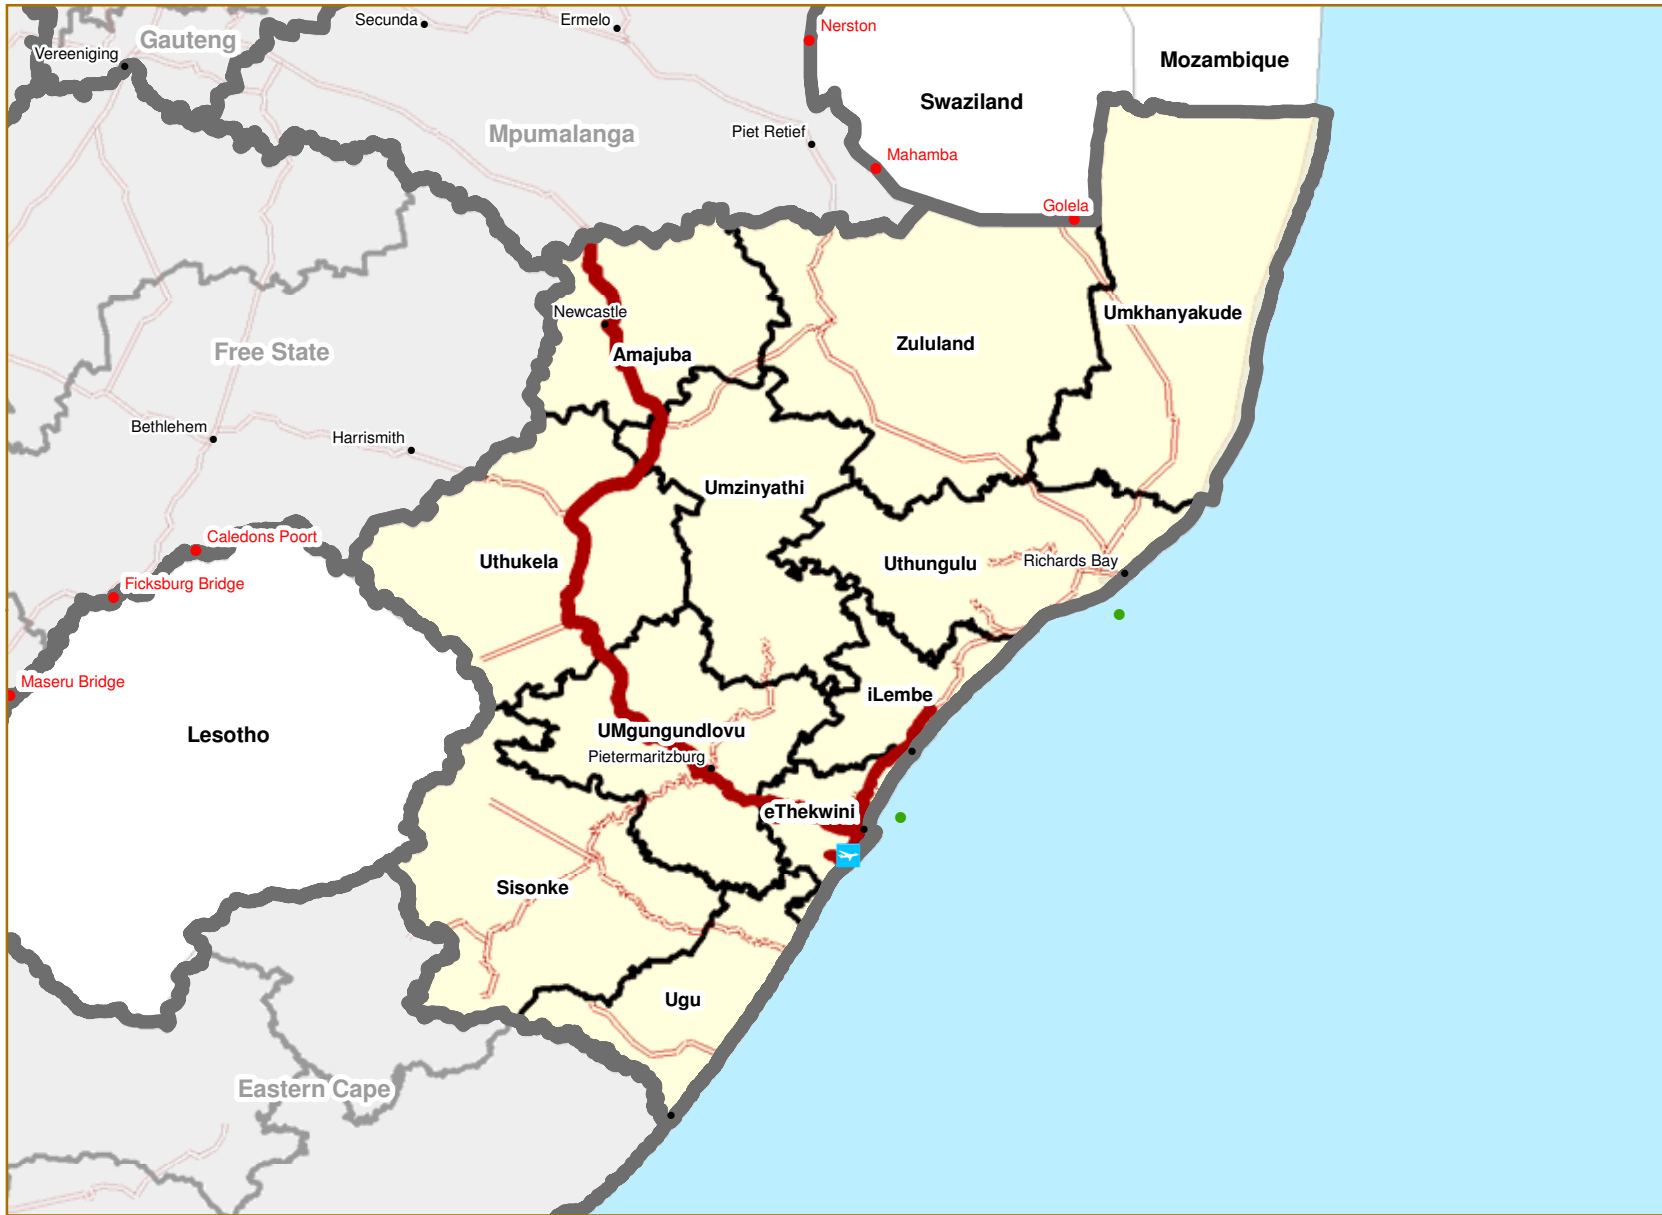 Secunda
Ermelo
Nerston
Gauteng
Vereeniging
Mozambique
Swaziland
Mpumalanga
Piet Retief
Mahamba
Golela
Newcastle
Umkhanyakude
Zululand
Free State
Amajuba
Bethlehem
Harrismith
Umzinyathi
Caledons Poort
Uthukela
Uthungulu
Richards Bay
Ficksburg Bridge
Maseru Bridge
iLembe
Lesotho
UMgungundlovu
Pietermaritzburg
eThekwini
Sisonke
Ugu
Eastern Cape